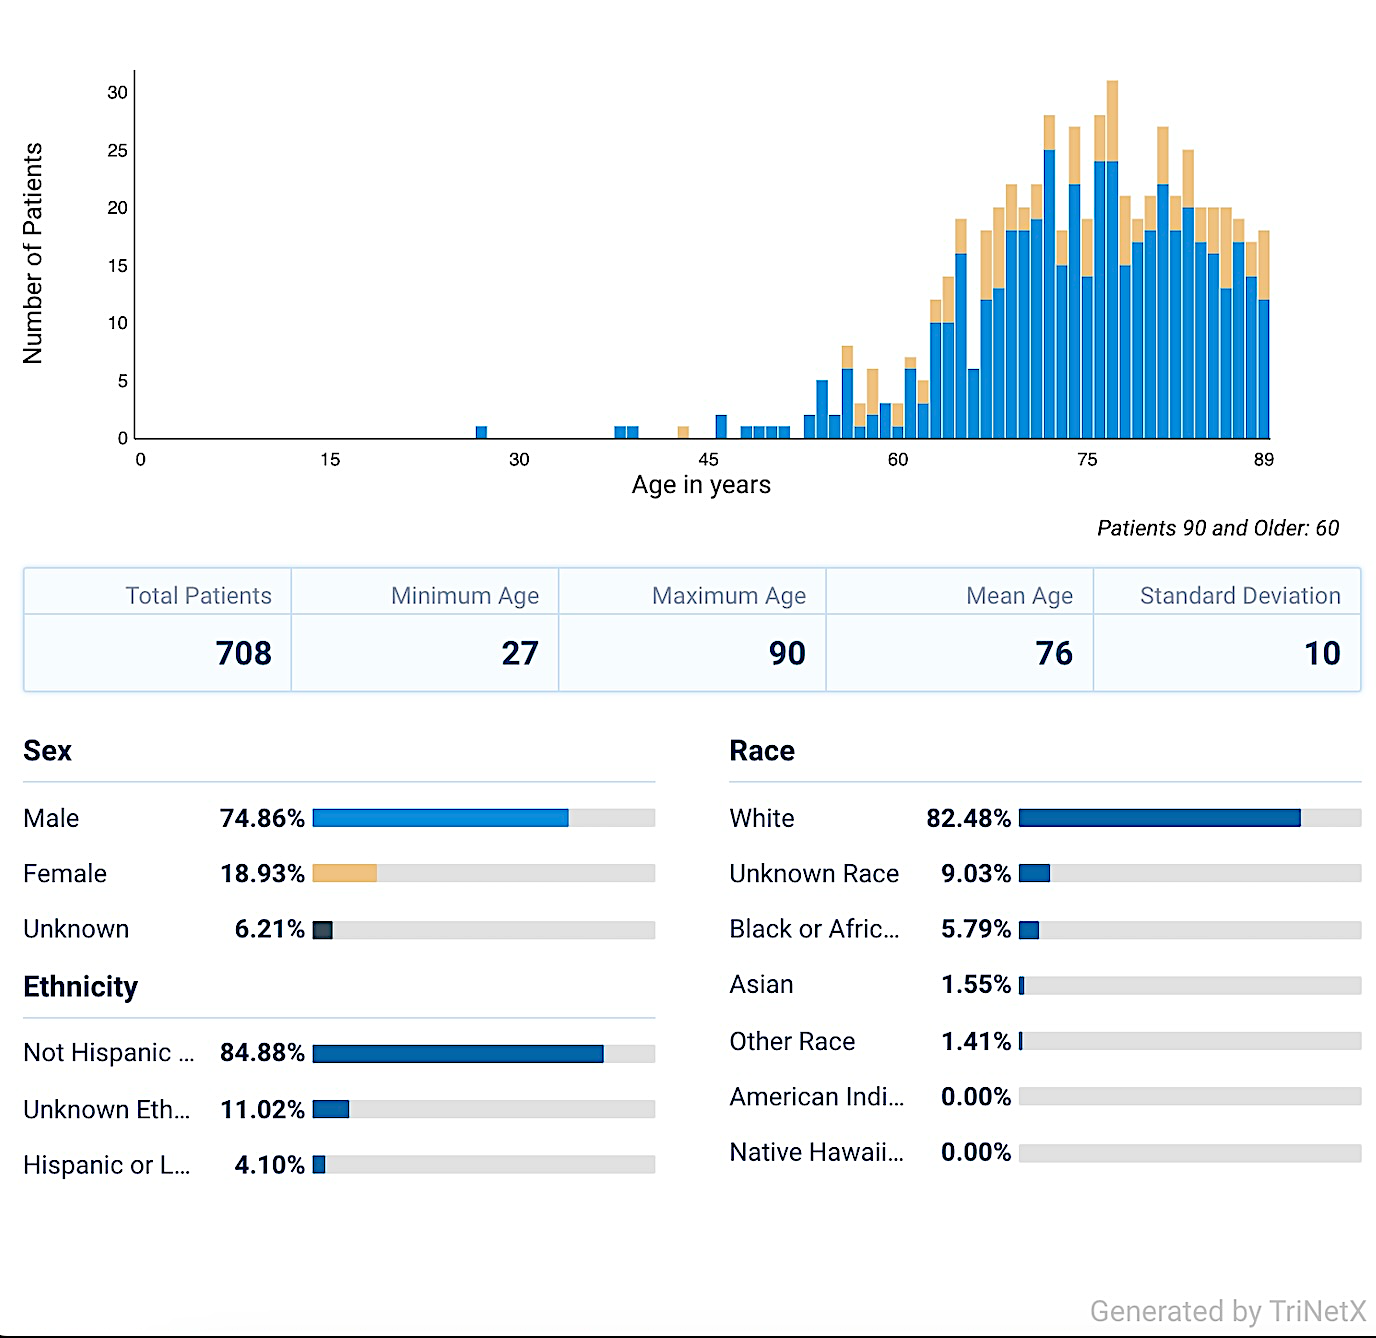 30
25
20
15
10
5
0
Number of Patients
0 15 30 45 60 75 89
Age in years
Patients 90 and Older: 60
Total Patients Minimum Age Maximum Age Mean Age Standard Deviation
708 27 90 76 10
Sex
Male 74.86%
Female 18.93%
Unknown 6.21%
Ethnicity
Not Hispanic ... 84.88%
Unknown Eth... 11.02%
Hispanic or L... 4.10%
Race
White 82.48%
Unknown Race 9.03%
Black or Afric... 5.79%
Asian 1.55%
Other Race 1.41%
American Indi... 0.00%
Native Hawaii... 0.00%
Generated by TriNetX